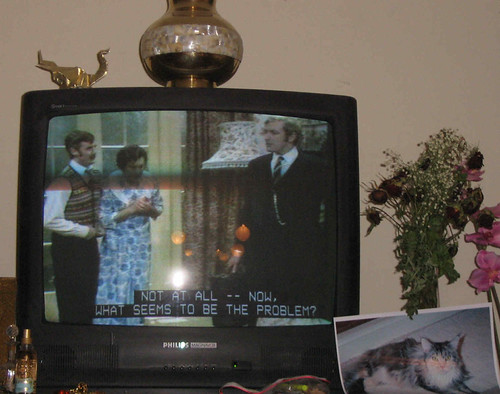 NOT AT ALL -- NOW,
WHAT SEEMS TO BE THE PROBLEM?
PHILIPS